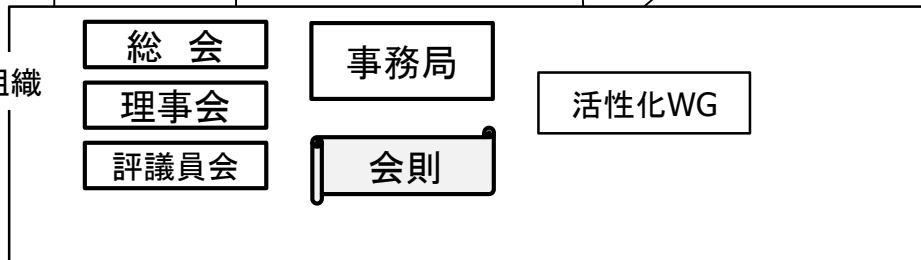 組織
総 会
理事会
評議員会
事務局
会則
活性化WG